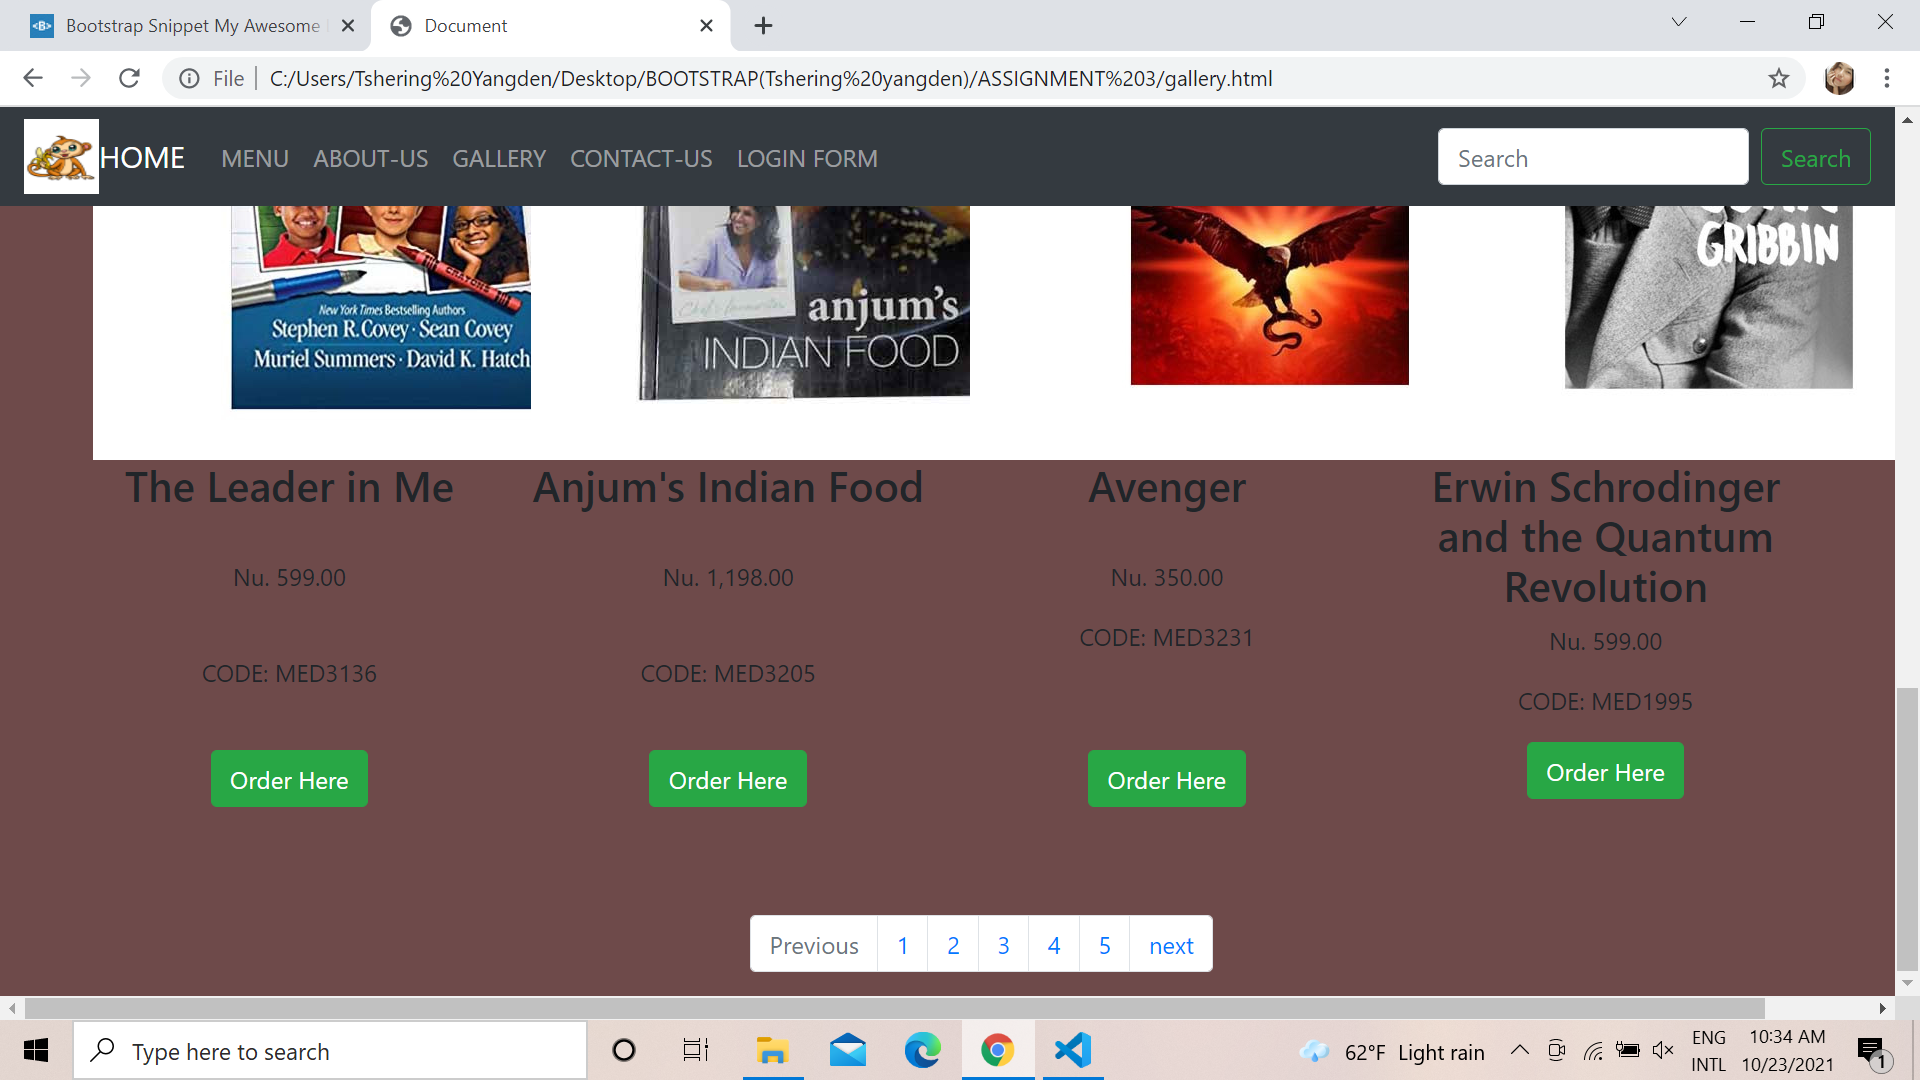 Bootstrap Snippet My Awesome
Document
File
C:/Users/Tshering%20Yangden/Desktop/BOOTSTRAP(Tshering%20yangden)/ASSIGNMENT%203/gallery.html
HOME MENU ABOUT-US GALLERY CONTACT-US LOGIN FORM
Search
Search
CRAYONS
New York Times Bestselling Authors
Stephen R. Covey · Sean Covey
Muriel Summers · David K. Hatch
anjum's
INDIAN FOOD
GRIBBIN
The Leader in Me
Nu. 599.00
CODE: MED3136
Order Here
Anjum's Indian Food
Nu. 1,198.00
CODE: MED3205
Order Here
Avenger
Nu. 350.00
CODE: MED3231
Order Here
Erwin Schrodinger
and the Quantum
Revolution
Nu. 599.00
CODE: MED1995
Order Here
Previous 1 2 3 4 5 next
Type here to search
62°F Light rain
ENG
INTL
10:34 AM
10/23/2021
1